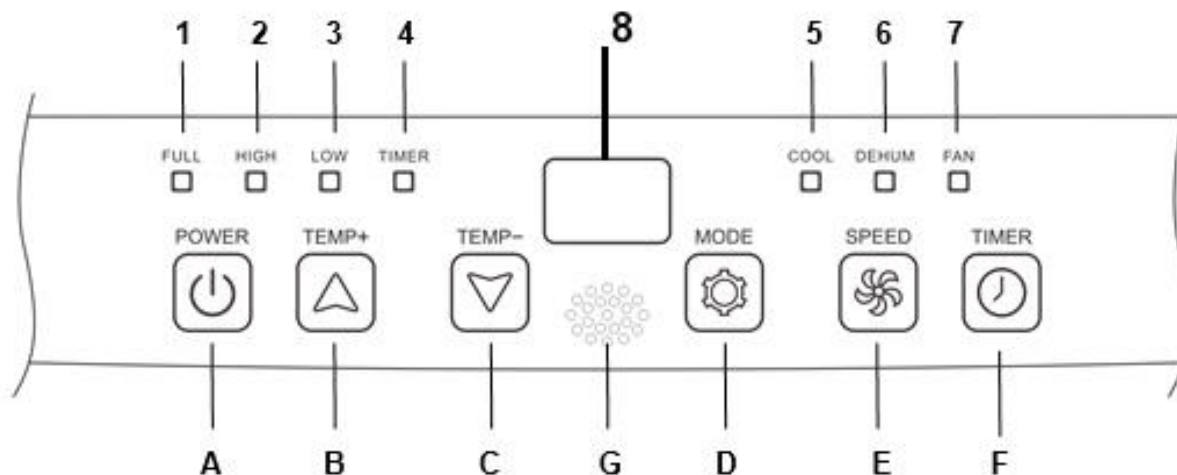 1 2 3 4 8 5 6 7
FULL HIGH LOW TIMER COOL DEHUM FAN
POWER TEMP+ TEMP− MODE SPEED TIMER
A B C G D E F